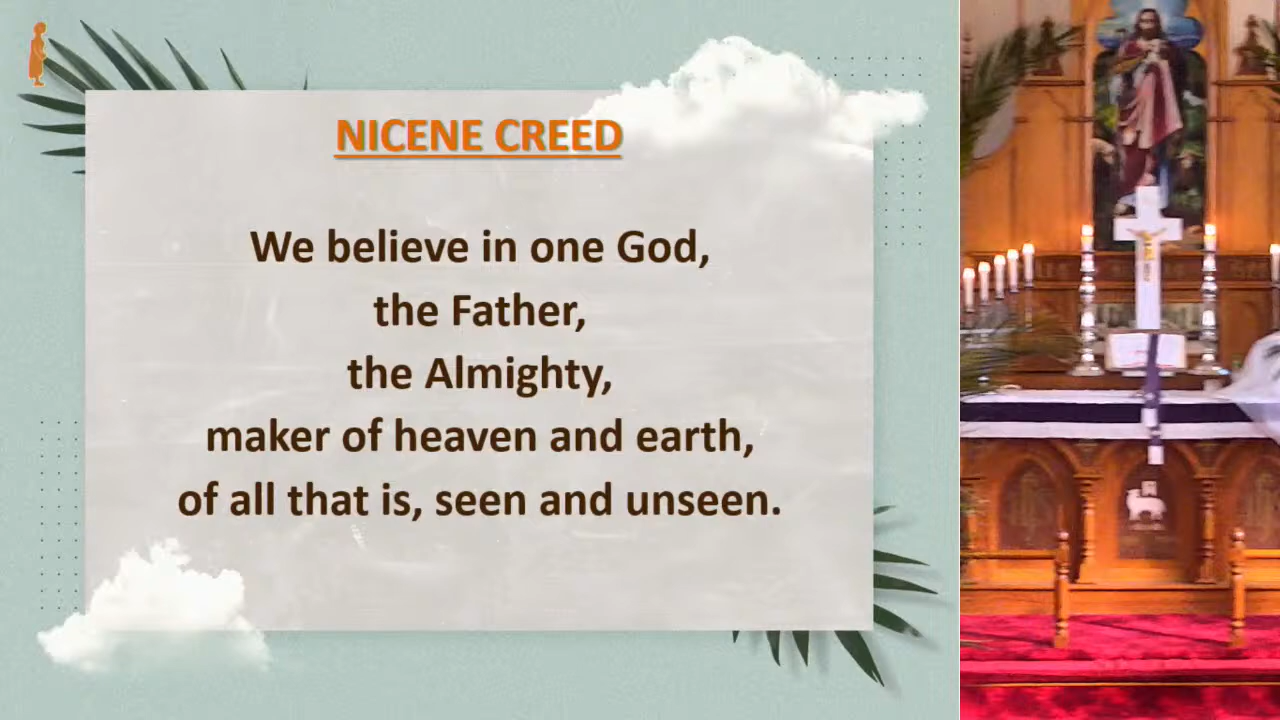 NICENE CREED
We believe in one God,
the Father,
the Almighty,
maker of heaven and earth,
of all that is, seen and unseen.